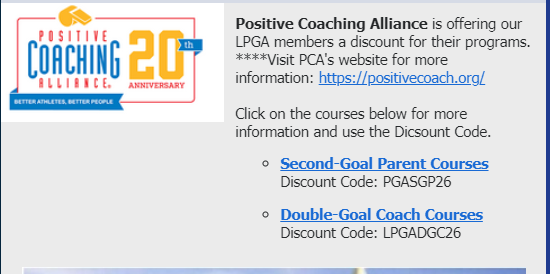 POSITIVE
COACHING
ALLIANCE
BETTER ATHLETES, BETTER PEOPLE
20th
ANNIVERSARY
Positive Coaching Alliance is offering our
LPGA members a discount for their programs.
****Visit PCA's website for more
information: https://positivecoach.org/
Click on the courses below for more
information and use the Dicsount Code.
Second-Goal Parent Courses
Discount Code: PGASGP26
Double-Goal Coach Courses
Discount Code: LPGADGC26